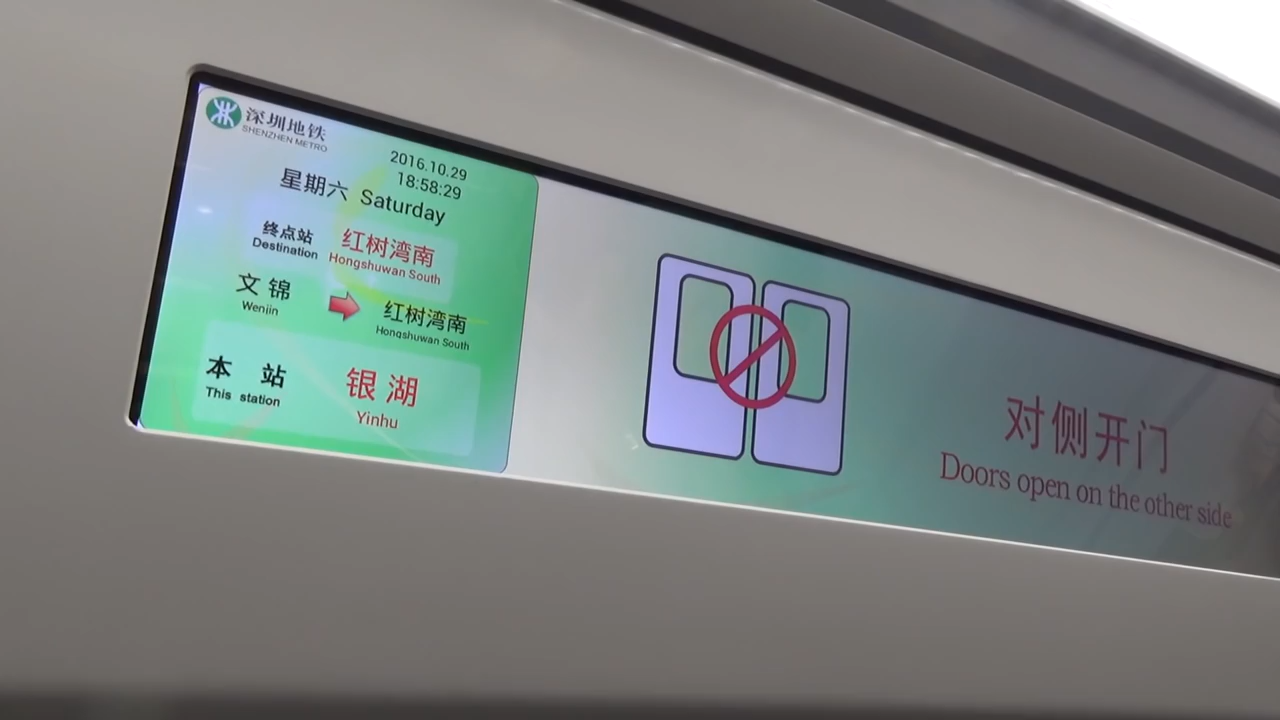 深圳地铁
SHENZHEN METRO
2016.10.29
18:58:29
星期六 Saturday
终点站 红树湾南
Destination Hongshuwan South
文锦 红树湾南
Wenjin Hongshuwan South
本 站 银湖
This station Yinhu
对侧开门
Doors open on the other side